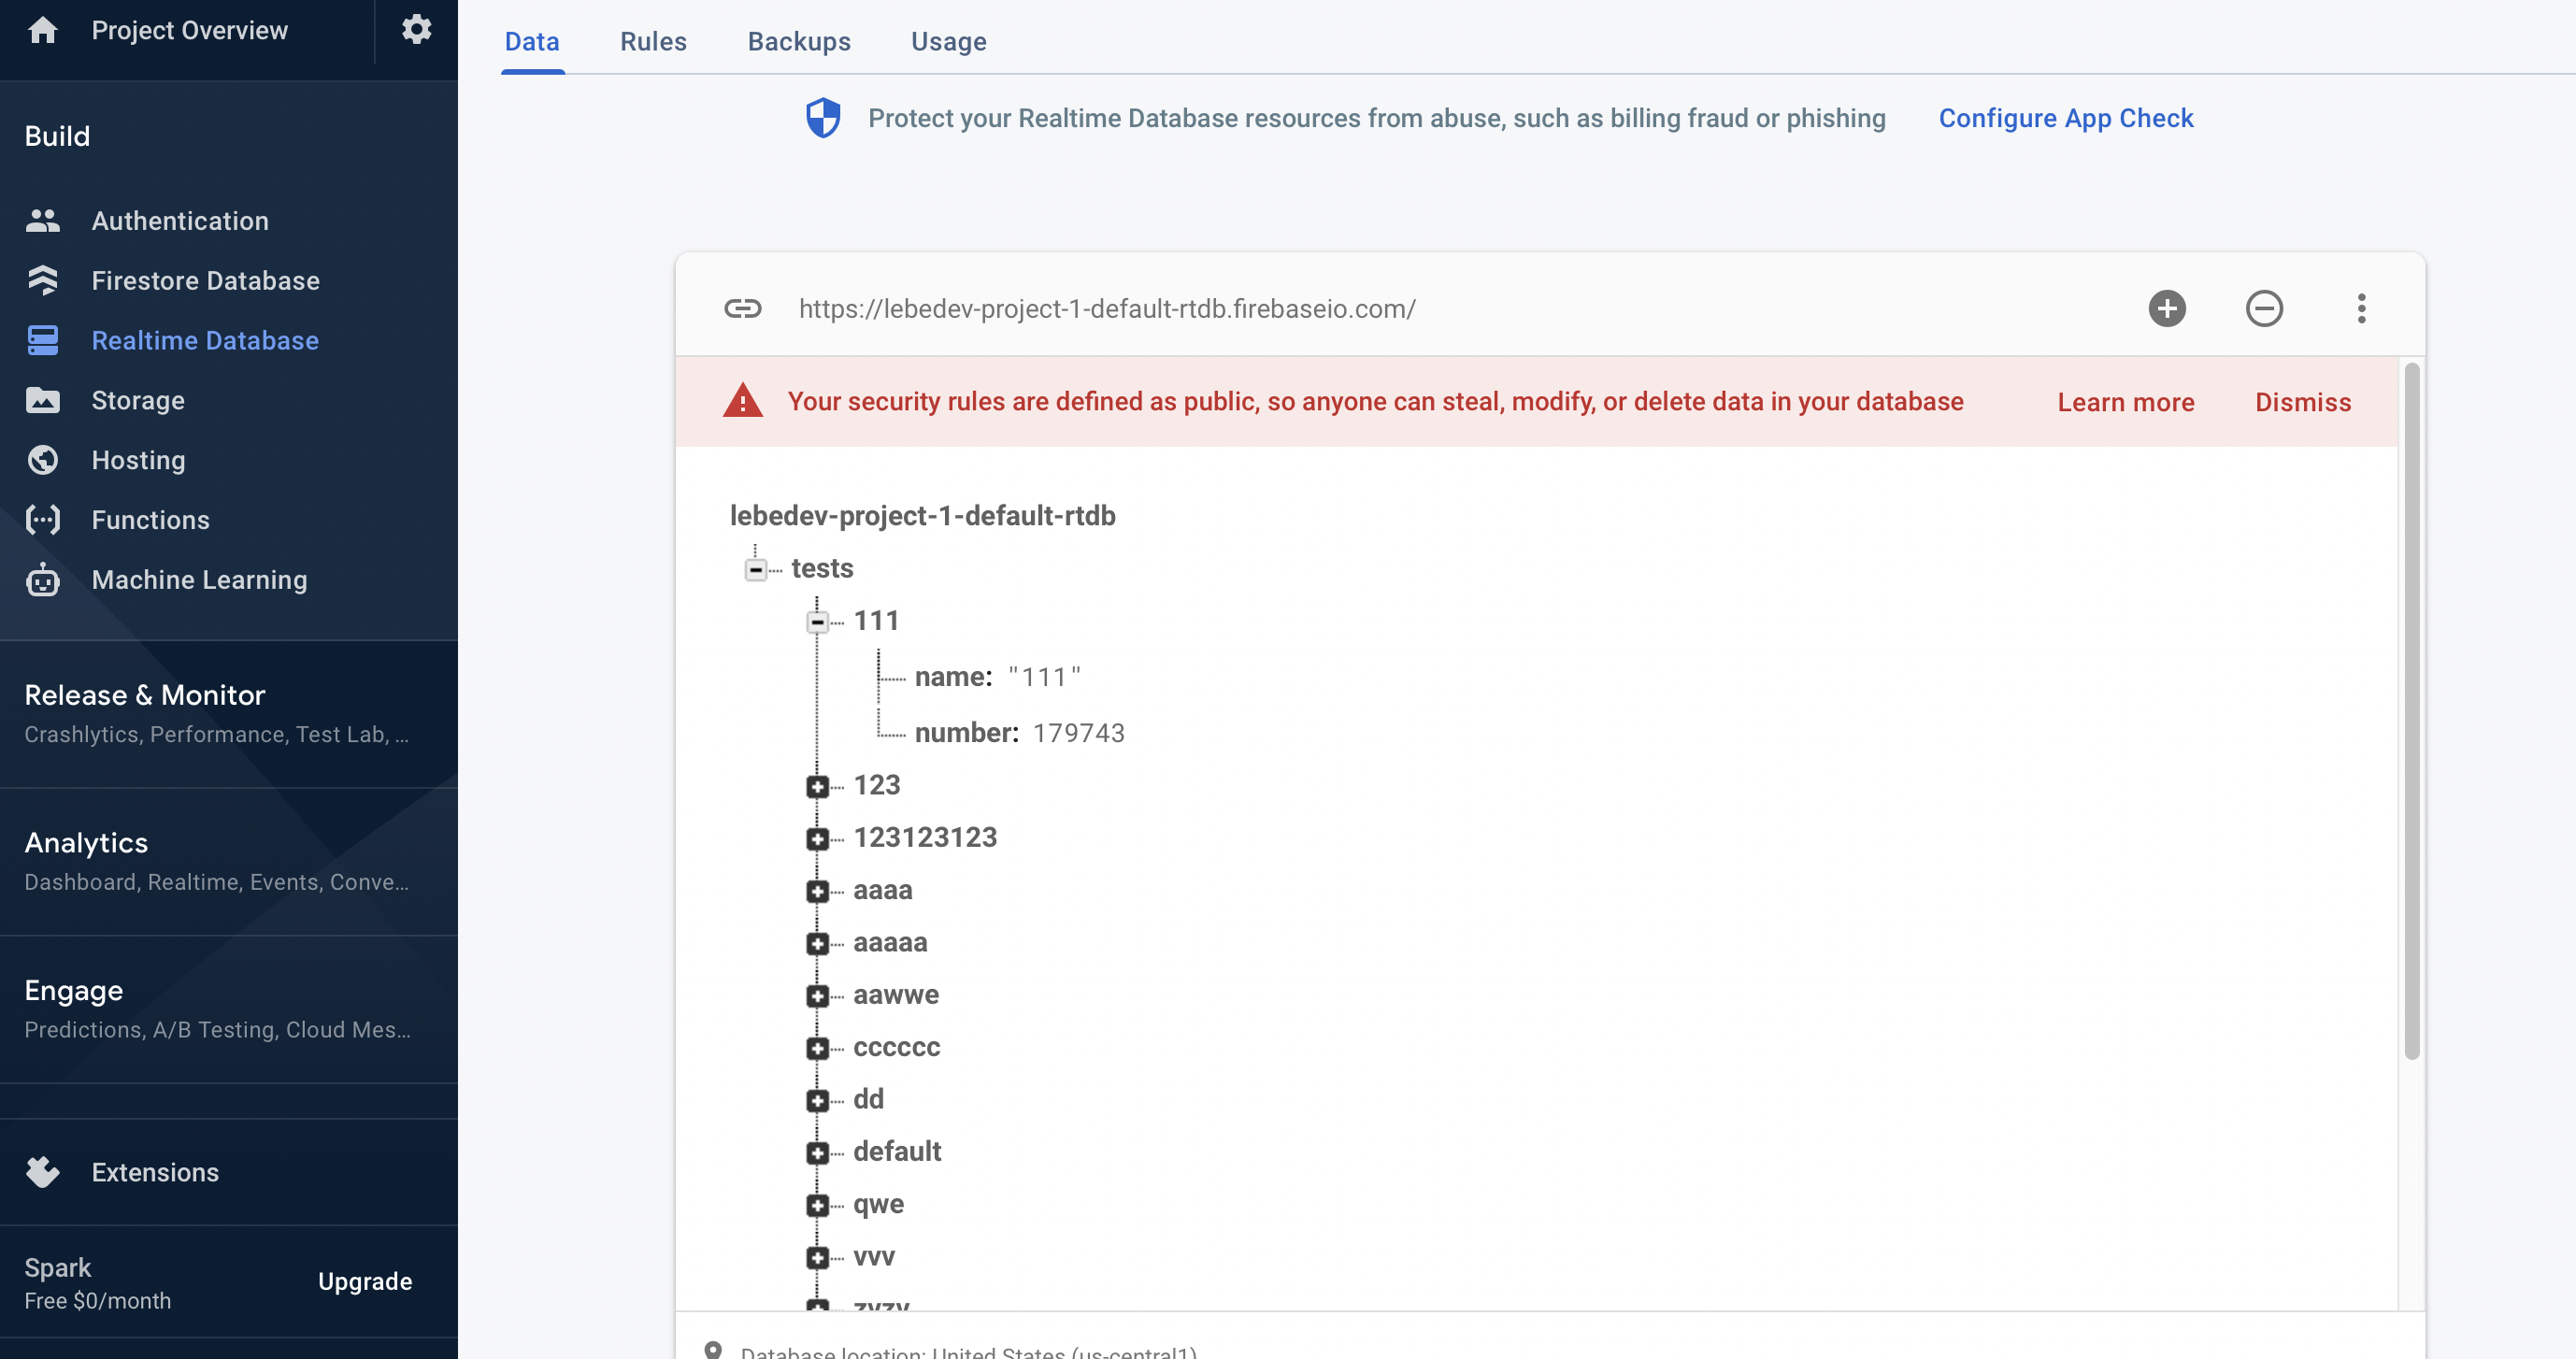 Project Overview
Build
Authentication
Firestore Database
Realtime Database
Storage
Hosting
Functions
Machine Learning
Release & Monitor
Crashlytics, Performance, Test Lab, …
Analytics
Dashboard, Realtime, Events, Conve…
Engage
Predictions, A/B Testing, Cloud Mes…
Extensions
Spark
Free $0/month
Upgrade
Data Rules Backups Usage
Protect your Realtime Database resources from abuse, such as billing fraud or phishing Configure App Check
https://lebedev-project-1-default-rtdb.firebaseio.com/
Your security rules are defined as public, so anyone can steal, modify, or delete data in your database Learn more Dismiss
lebedev-project-1-default-rtdb
tests
111
name: "111"
number: 179743
123
123123123
aaaa
aaaaa
aawwe
cccccc
dd
default
qwe
vvv
Database location: United States (us-central1)